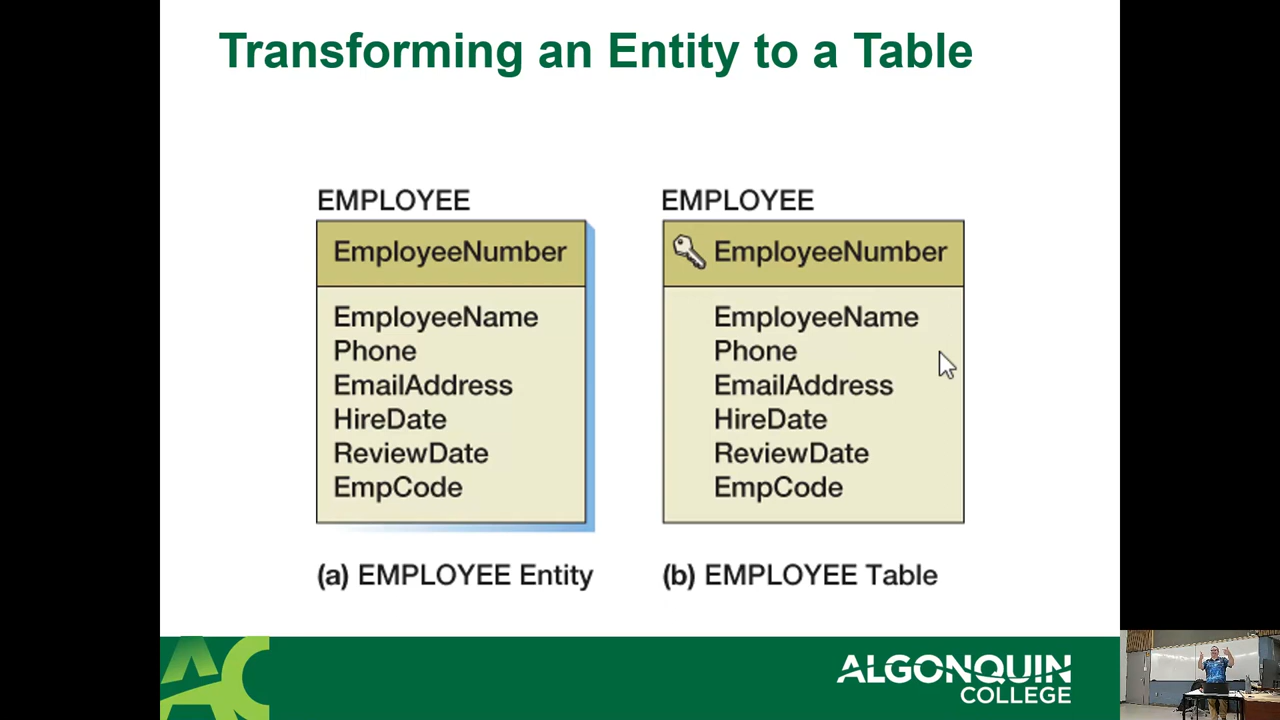 Transforming an Entity to a Table
EMPLOYEE
EmployeeNumber
EmployeeName
Phone
EmailAddress
HireDate
ReviewDate
EmpCode
(a) EMPLOYEE Entity
EMPLOYEE
EmployeeNumber
EmployeeName
Phone
EmailAddress
HireDate
ReviewDate
EmpCode
(b) EMPLOYEE Table
AC
ALGONQUIN
COLLEGE